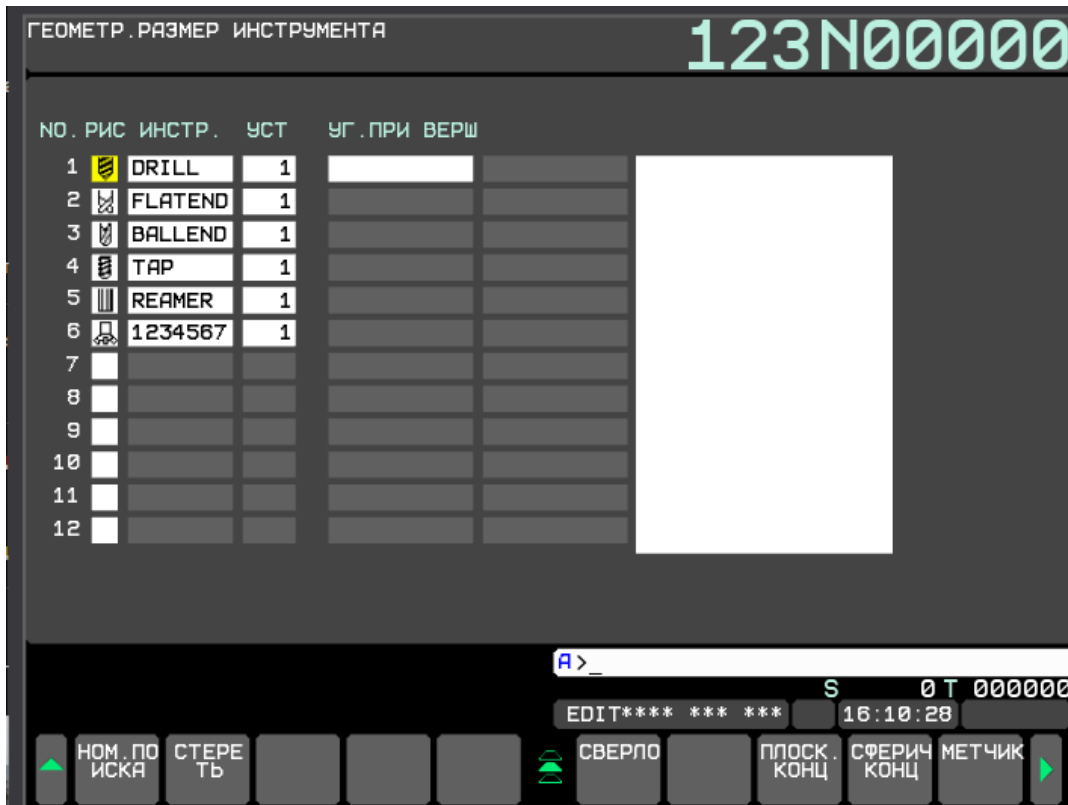 ГЕОМЕТР.РАЗМЕР ИНСТРУМЕНТА 123N00000
NO. РИС ИНСТР. УСТ УГ.ПРИ ВЕРШ
1 DRILL 1
2 FLATEND 1
3 BALLEND 1
4 TAP 1
5 REAMER 1
6 1234567 1
7
8
9
10
11
12
A>_
S 0 T 000000
EDIT**** *** *** 16:10:28
НОМ.ПО СТЕРЕ СВЕРЛО ПЛОСК. СФЕРИЧ МЕТЧИК
ИСКА ТЬ КОНЦ КОНЦ